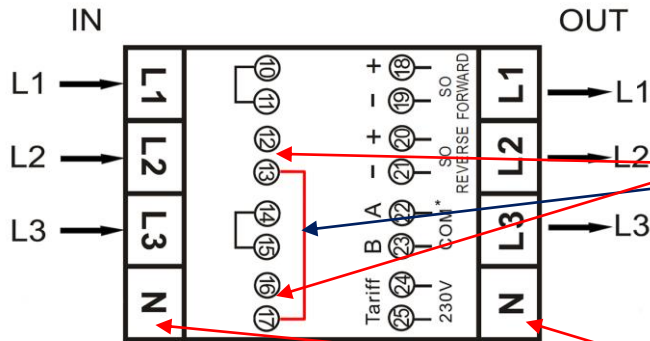 IN
OUT
L1
L2
L3
L1
L2
L3
N
10
11
12
13
14
15
16
17
+ 18
- 19
SO FORWARD
+ 20
- 21
SO REVERSE
A 22
B 23
COM*
Tariff
24
25
230V
L1
L2
L3
N
L1
L2
L3